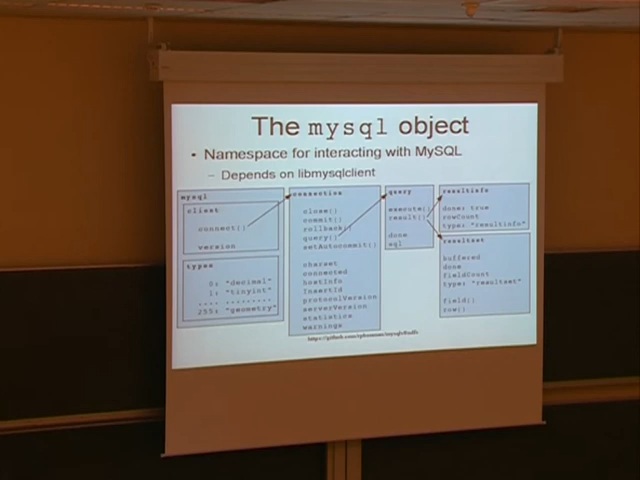 The mysql object
• Namespace for interacting with MySQL
– Depends on libmysqlclient
mysql
client
connect()
version
types
0: "decimal"
1: "tinyint"
... .........
255: "geometry"
connection
close()
commit()
rollback()
query()
setAutocommit()
charset
connected
hostInfo
InsertId
protocolVersion
serverVersion
statistics
warnings
query
execute()
result()
done
sql
resultinfo
done: true
rowCount
type: "resultinfo"
resultset
buffered
done
fieldCount
type: "resultset"
field()
row()